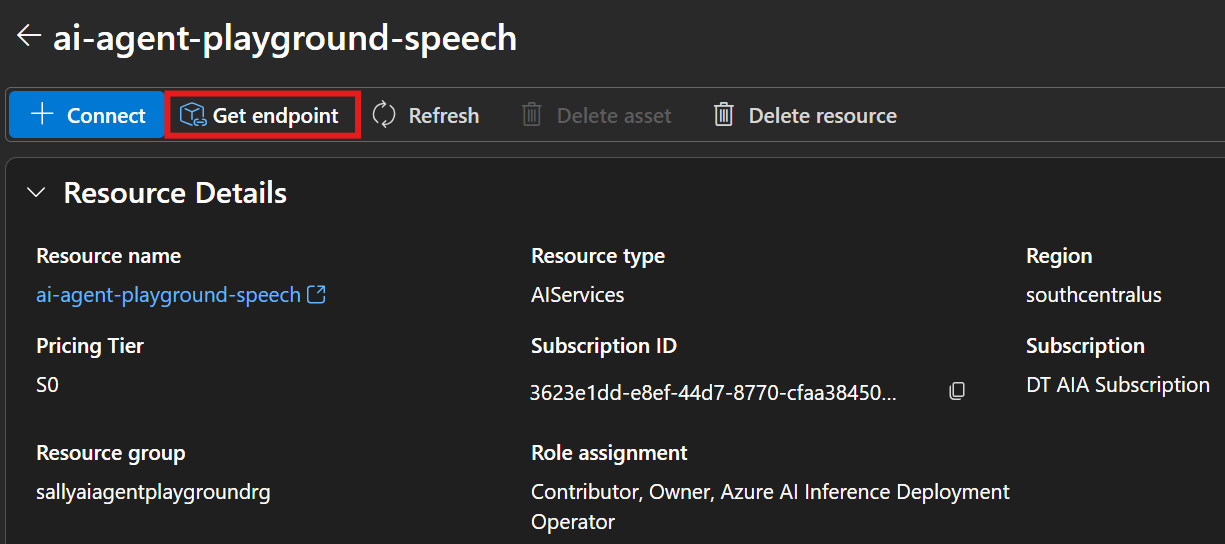 ai-agent-playground-speech
Connect Get endpoint Refresh Delete asset Delete resource
Resource Details
Resource name
ai-agent-playground-speech
Resource type
AIServices
Region
southcentralus
Pricing Tier
S0
Subscription ID
3623e1dd-e8ef-44d7-8770-cfaa38450...
Subscription
DT AIA Subscription
Resource group
sallyaiagentplaygroundrg
Role assignment
Contributor, Owner, Azure AI Inference Deployment
Operator